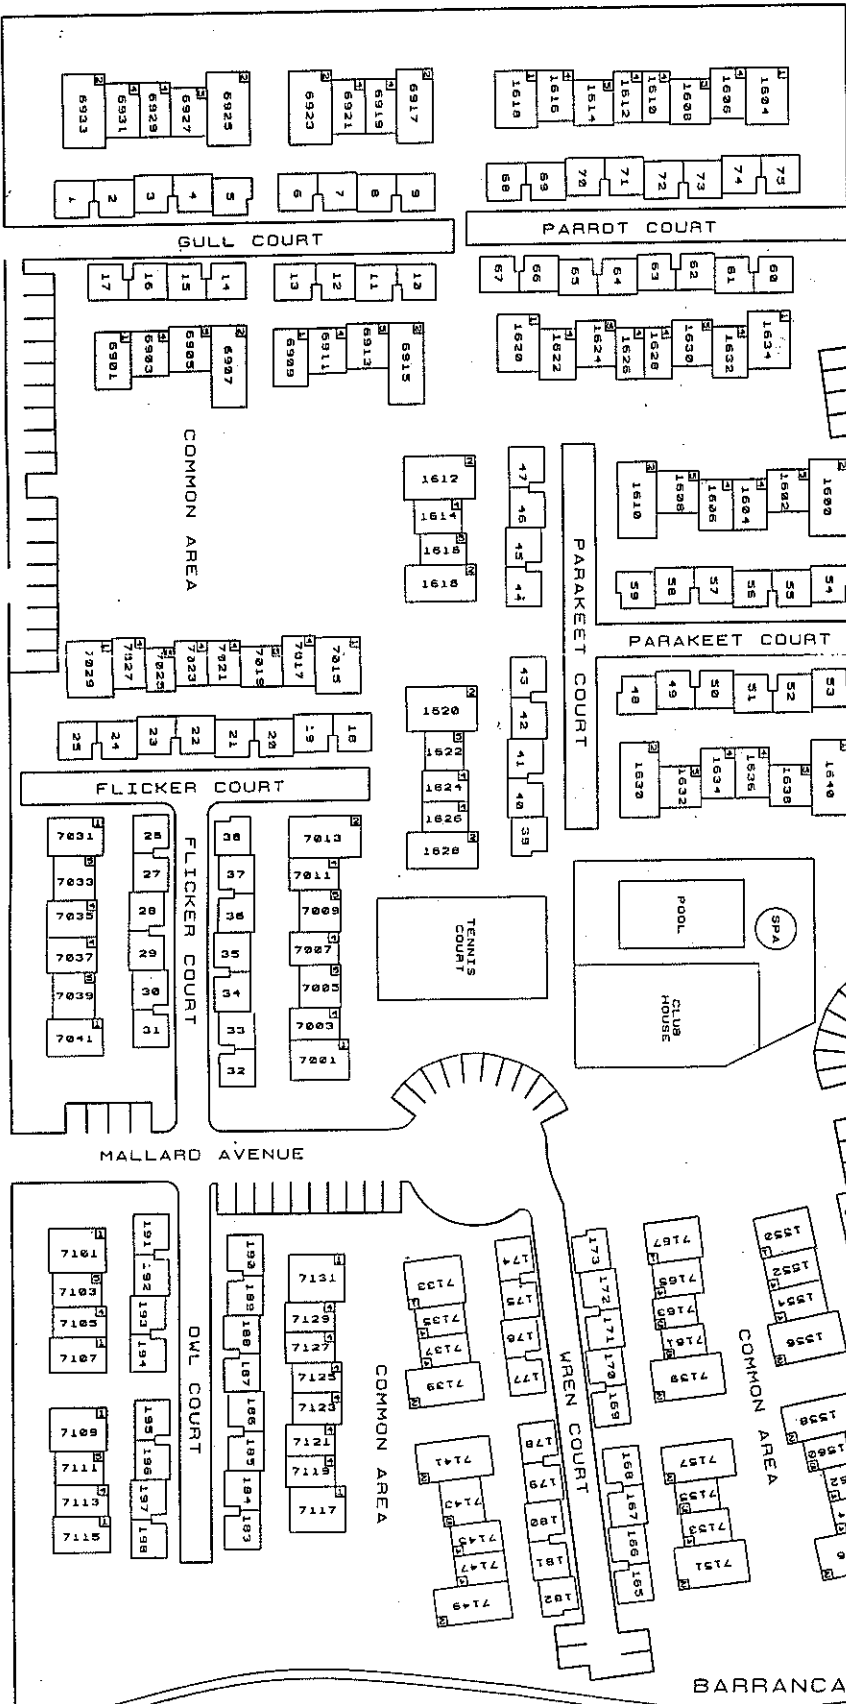 6933 6931 6929 6927 6925 6923 6921 6919 6917 1618 1616 1614 1612 1610 1608 1606 1604
1 2 3 4 5 6 7 8 9 68 69 70 71 72 73 74 75
GULL COURT PARROT COURT
17 16 15 14 13 12 11 10 67 66 65 64 63 62 61 60
6901 6903 6905 6907 6909 6911 6913 6915 1620 1622 1624 1626 1628 1630 1632 1634
COMMON AREA
1612 47
1614 46
1616 45
1618 44
PARAKEET COURT
1610 1608 1606 1604 1602 1600
59 58 57 56 55 54
PARAKEET COURT
7029 7027 7025 7023 7021 7019 7017 7015
25 24 23 22 21 20 19 18
1620 43
1622 42
1624 41
1626 40
1628 39
48 49 50 51 52 53
1630 1632 1634 1636 1638 1640
FLICKER COURT
FLICKER COURT
7031 26 38 7013
7033 27 37 7011
7035 28 36 7009
7037 29 35 7007
7039 30 34 7005
7041 31 33 7003
32 7001
TENNIS
COURT
POOL
SPA
CLUB
HOUSE
MALLARD AVENUE
7101 191 190 7131
7103 192 189 7129
7105 193 188 7127
7107 194 187 7125
7109 195 186 7123
7111 196 185 7121
7113 197 184 7119
7115 198 183 7117
OWL COURT
COMMON AREA
7133 174 173 7167 1550
7135 175 172 7165 1552
7137 176 171 7163 1554
7139 177 170 7161 1556
169 7159
WREN COURT
COMMON AREA
7141 178 168 7157 1558
7143 179 167 7155 1560
7145 180 166 7153
7147 181 165 7151
7149 182
BARRANCA